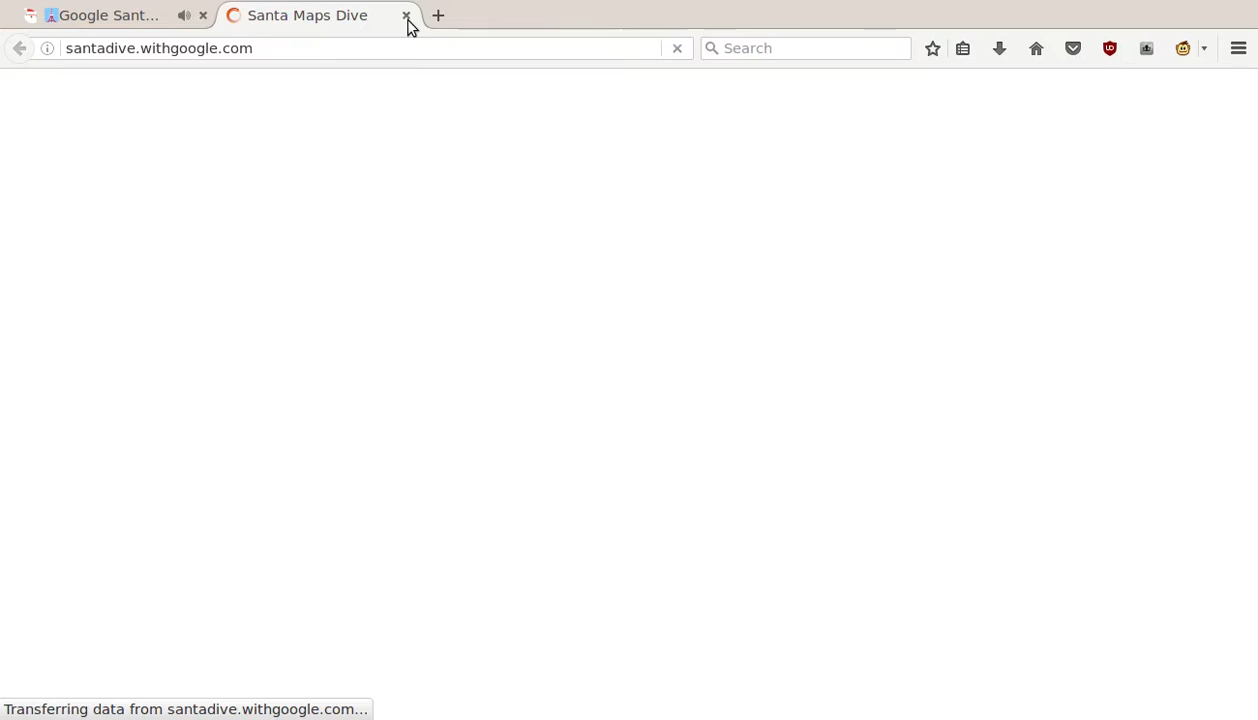 Google Sant...
Santa Maps Dive
santadive.withgoogle.com
Search
Transferring data from santadive.withgoogle.com...